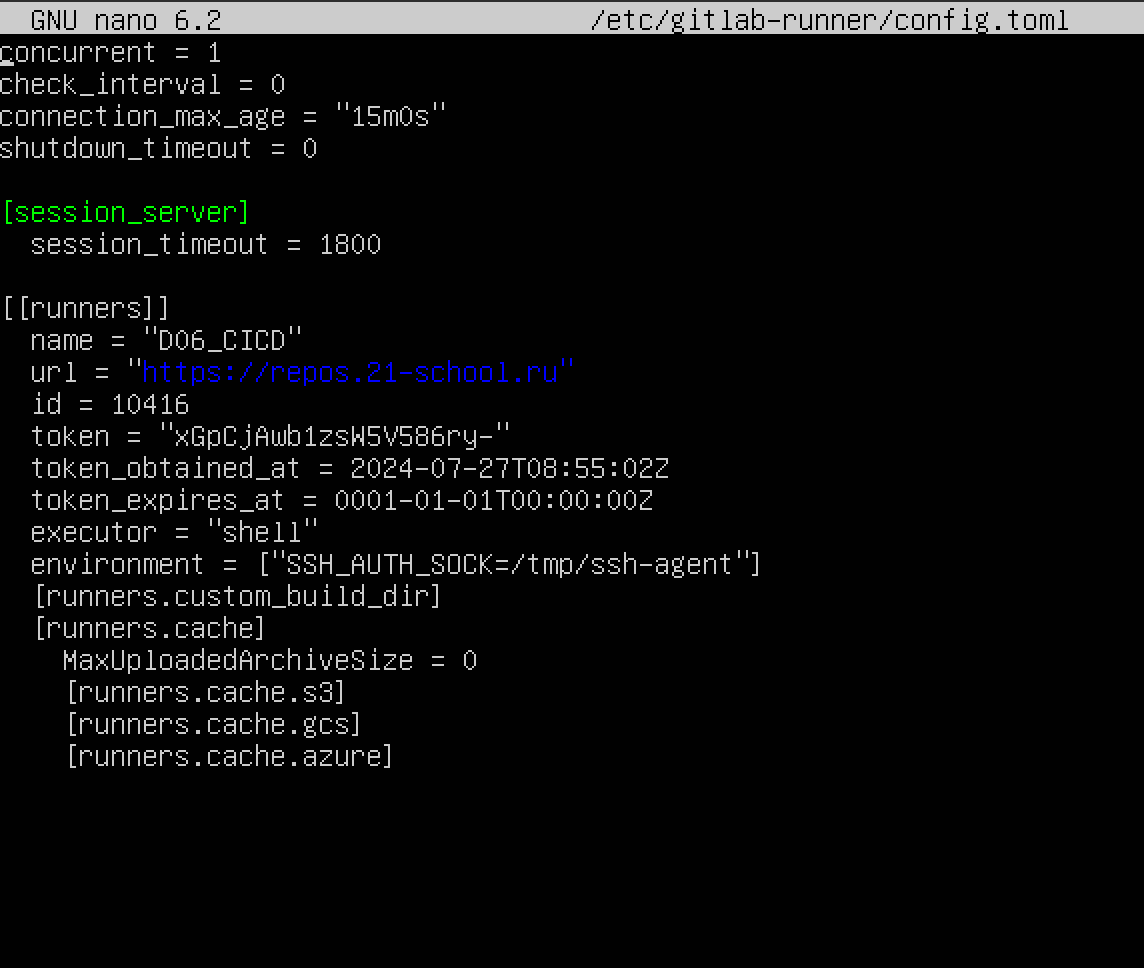 GNU nano 6.2 /etc/gitlab-runner/config.toml
concurrent = 1
check_interval = 0
connection_max_age = "15m0s"
shutdown_timeout = 0
[session_server]
session_timeout = 1800
[[runners]]
name = "DO6_CICD"
url = "https://repos.21-school.ru"
id = 10416
token = "xGpCjAwb1zsW5V586ry-"
token_obtained_at = 2024-07-27T08:55:02Z
token_expires_at = 0001-01-01T00:00:00Z
executor = "shell"
environment = ["SSH_AUTH_SOCK=/tmp/ssh-agent"]
[runners.custom_build_dir]
[runners.cache]
MaxUploadedArchiveSize = 0
[runners.cache.s3]
[runners.cache.gcs]
[runners.cache.azure]